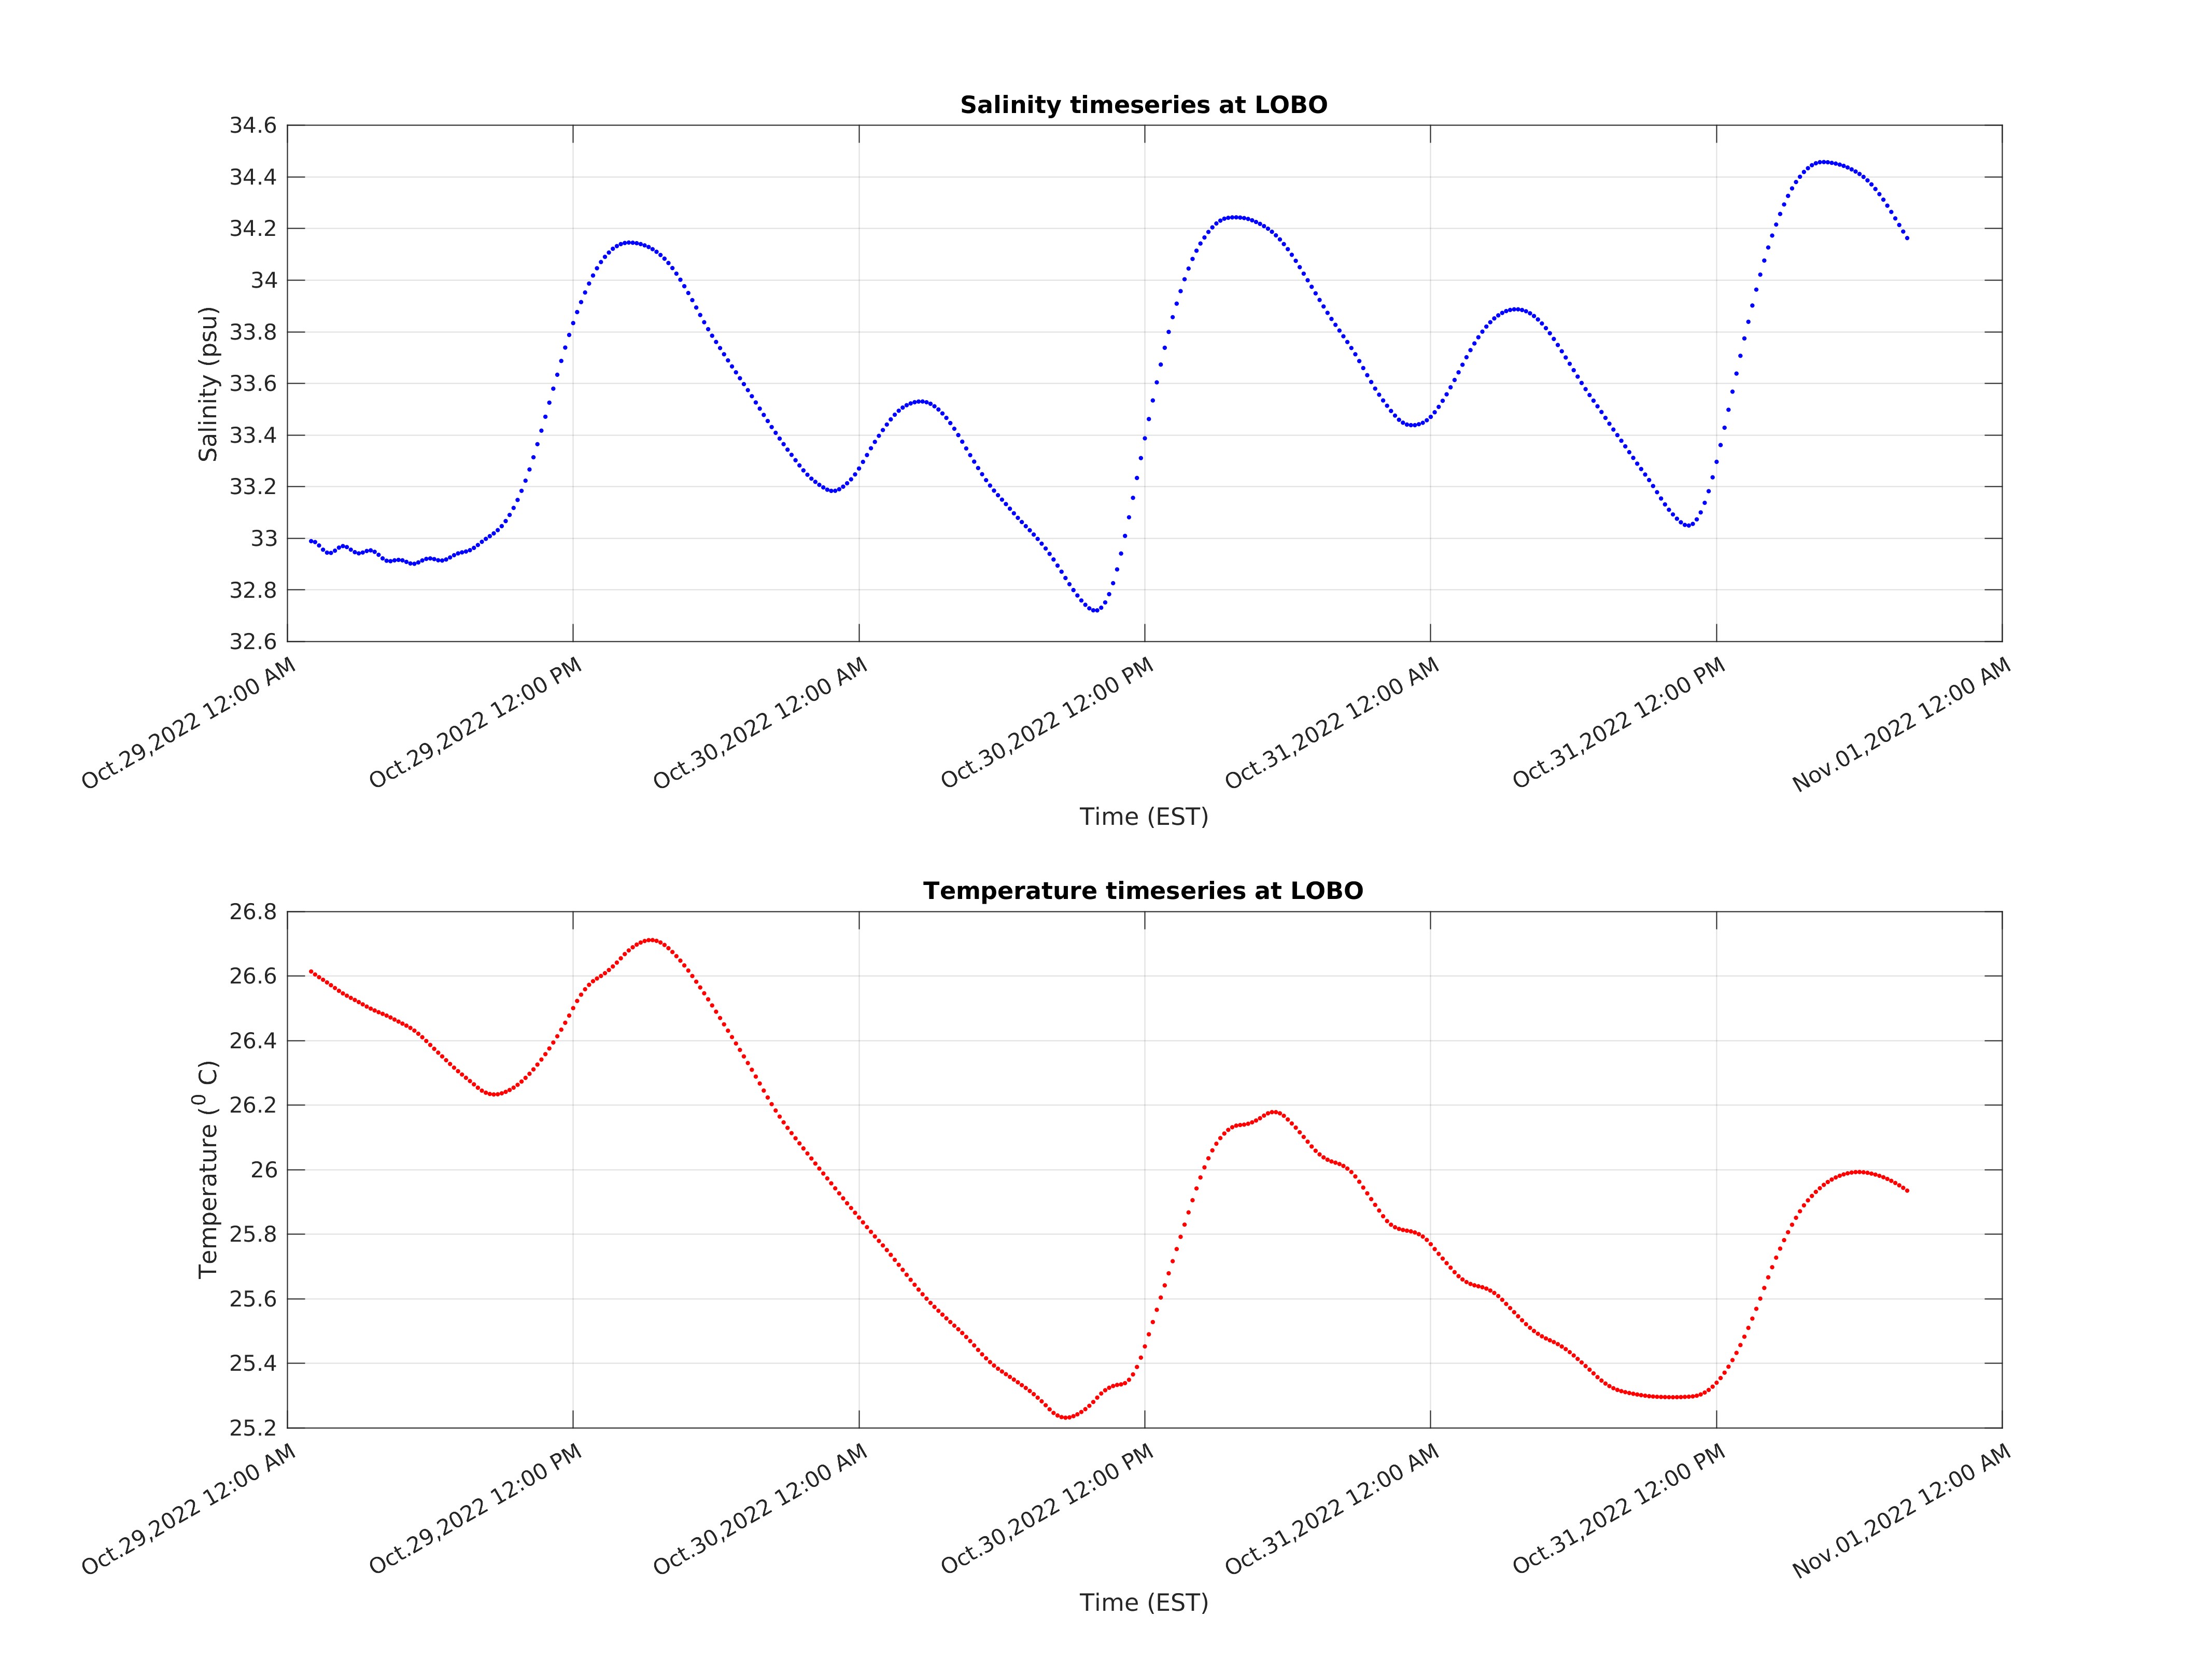 Salinity timeseries at LOBO
34.6
34.4
34.2
34
33.8
33.6
33.4
33.2
33
32.8
32.6
Salinity (psu)
Oct.29,2022 12:00 AM
Oct.29,2022 12:00 PM
Oct.30,2022 12:00 AM
Oct.30,2022 12:00 PM
Oct.31,2022 12:00 AM
Oct.31,2022 12:00 PM
Nov.01,2022 12:00 AM
Time (EST)
Temperature timeseries at LOBO
26.8
26.6
26.4
26.2
26
25.8
25.6
25.4
25.2
Temperature (⁰ C)
Oct.29,2022 12:00 AM
Oct.29,2022 12:00 PM
Oct.30,2022 12:00 AM
Oct.30,2022 12:00 PM
Oct.31,2022 12:00 AM
Oct.31,2022 12:00 PM
Nov.01,2022 12:00 AM
Time (EST)